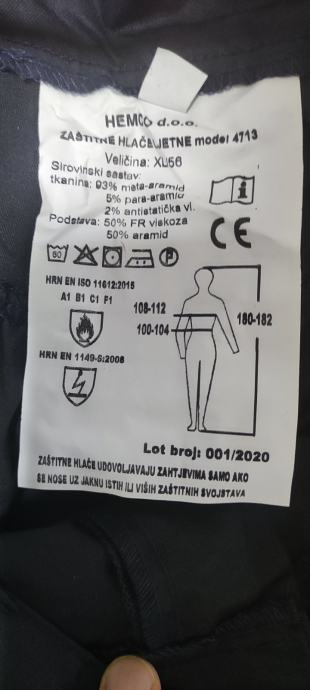 HEMCO d.o.o.
ZAŠTITNE HLAČE LJETNE model 4713
Veličina: XL/56
Sirovinski sastav:
tkanina: 93% meta-aramid
5% para-aramid
2% antistatička vl.
Podstava: 50% FR viskoza
50% aramid
CE
60
P
HRN EN ISO 11612:2015
A1 B1 C1 F1
108-112
100-104
180-182
HRN EN 1149-5:2008
Lot broj: 001/2020
ZAŠTITNE HLAČE UDOVOLJAVAJU ZAHTJEVIMA SAMO AKO
SE NOSE UZ JAKNU ISTIH ILI VIŠIH ZAŠTITNIH SVOJSTAVA